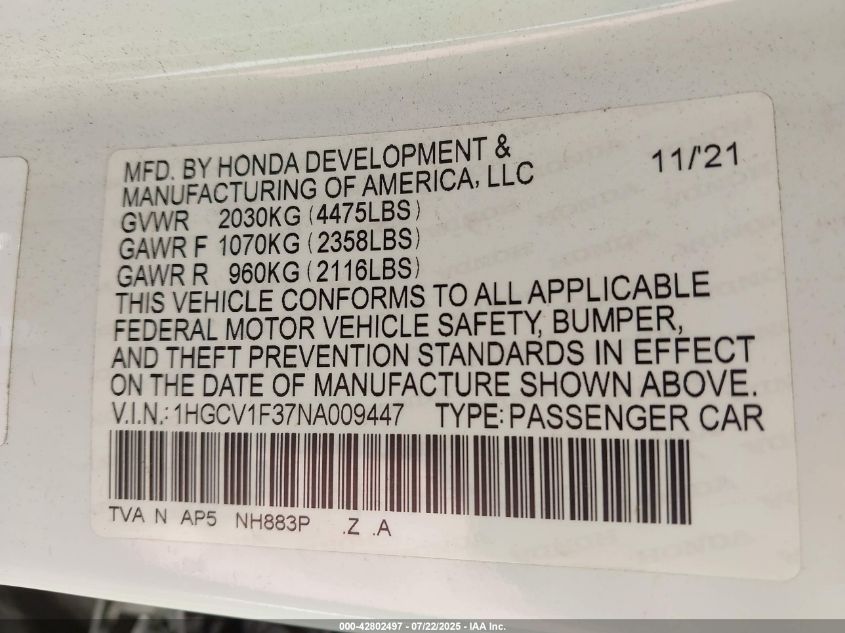 MFD. BY HONDA DEVELOPMENT &
MANUFACTURING OF AMERICA, LLC
11/'21
GVWR 2030KG (4475LBS)
GAWR F 1070KG (2358LBS)
GAWR R 960KG (2116LBS)
THIS VEHICLE CONFORMS TO ALL APPLICABLE
FEDERAL MOTOR VEHICLE SAFETY, BUMPER,
AND THEFT PREVENTION STANDARDS IN EFFECT
ON THE DATE OF MANUFACTURE SHOWN ABOVE.
V.I.N.: 1HGCV1F37NA009447 TYPE: PASSENGER CAR
TVA N AP5 NH883P .Z .A
000-42802497 - 07/22/2025 - IAA Inc.